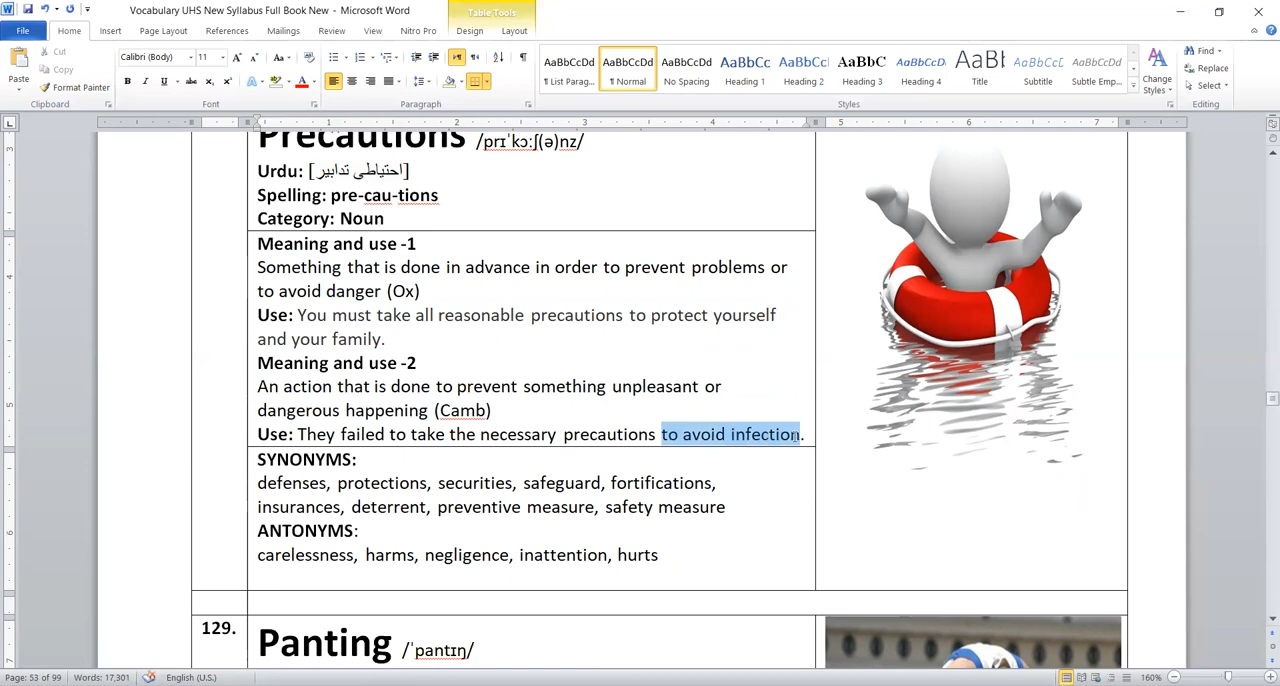 Vocabulary UHS New Syllabus Full Book New - Microsoft Word
Table Tools
File Home Insert Page Layout References Mailings Review View Nitro Pro Design Layout
Paste
Cut
Copy
Format Painter
Clipboard
Calibri (Body) 11
Font
Paragraph
AaBbCcDd AaBbCcDd AaBbCcDd AaBbCc AaBbCc AaBbC AaBbCcD
¶ List Parag... ¶ Normal No Spacing Heading 1 Heading 2 Heading 3 Heading 4 Title Subtitle Subtle Emp...
Styles
Change Styles
Find
Replace
Select
Editing
Precautions /prɪˈkɔːʃ(ə)nz/
Urdu: [احتیاطی تدابیر]
Spelling: pre-cau-tions
Category: Noun
Meaning and use -1
Something that is done in advance in order to prevent problems or
to avoid danger (Ox)
Use: You must take all reasonable precautions to protect yourself
and your family.
Meaning and use -2
An action that is done to prevent something unpleasant or
dangerous happening (Camb)
Use: They failed to take the necessary precautions to avoid infection.
SYNONYMS:
defenses, protections, securities, safeguard, fortifications,
insurances, deterrent, preventive measure, safety measure
ANTONYMS:
carelessness, harms, negligence, inattention, hurts
129. Panting /ˈpantɪŋ/
Page: 53 of 99 Words: 17,301 English (U.S.) 160%